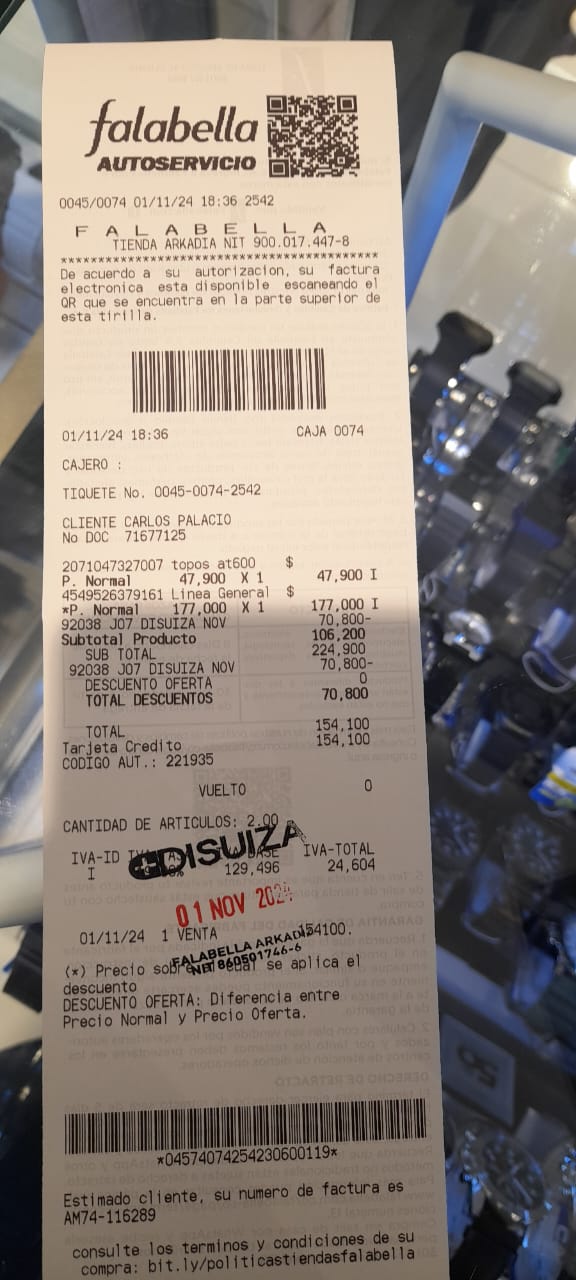 falabella
AUTOSERVICIO
0045/0074 01/11/24 18:36 2542
F A L A B E L L A
TIENDA ARKADIA NIT 900.017.447-8
****************************************
De acuerdo a su autorizacion, su factura
electronica esta disponible escaneando el
QR que se encuentra en la parte superior de
esta tirilla.
01/11/24 18:36 CAJA 0074
CAJERO :
TIQUETE No. 0045-0074-2542
CLIENTE CARLOS PALACIO
No DOC 71677125
2071047327007 topos at600 $
P. Normal 47,900 X 1 47,900 I
4549526379161 Linea General $
*P. Normal 177,000 X 1 177,000 I
92038 J07 DISUIZA NOV 70,800-
Subtotal Producto 106,200
SUB TOTAL 224,900
92038 J07 DISUIZA NOV 70,800-
DESCUENTO OFERTA 0
TOTAL DESCUENTOS 70,800
TOTAL 154,100
Tarjeta Credito 154,100
CODIGO AUT.: 221935
VUELTO 0
CANTIDAD DE ARTICULOS: 2.00
DISUIZA
IVA-ID BASE IVA-TOTAL
I 129,496 24,604
01 NOV 2024
01/11/24 1 VENTA 154100.
FALABELLA ARKADIA
NIT 860501746-6
(*) Precio sobre el cual se aplica el
descuento
DESCUENTO OFERTA: Diferencia entre
Precio Normal y Precio Oferta.
*04574074254230600119*
Estimado cliente, su numero de factura es
AM74-116289
consulte los terminos y condiciones de su
compra: bit.ly/politicastiendasfalabella